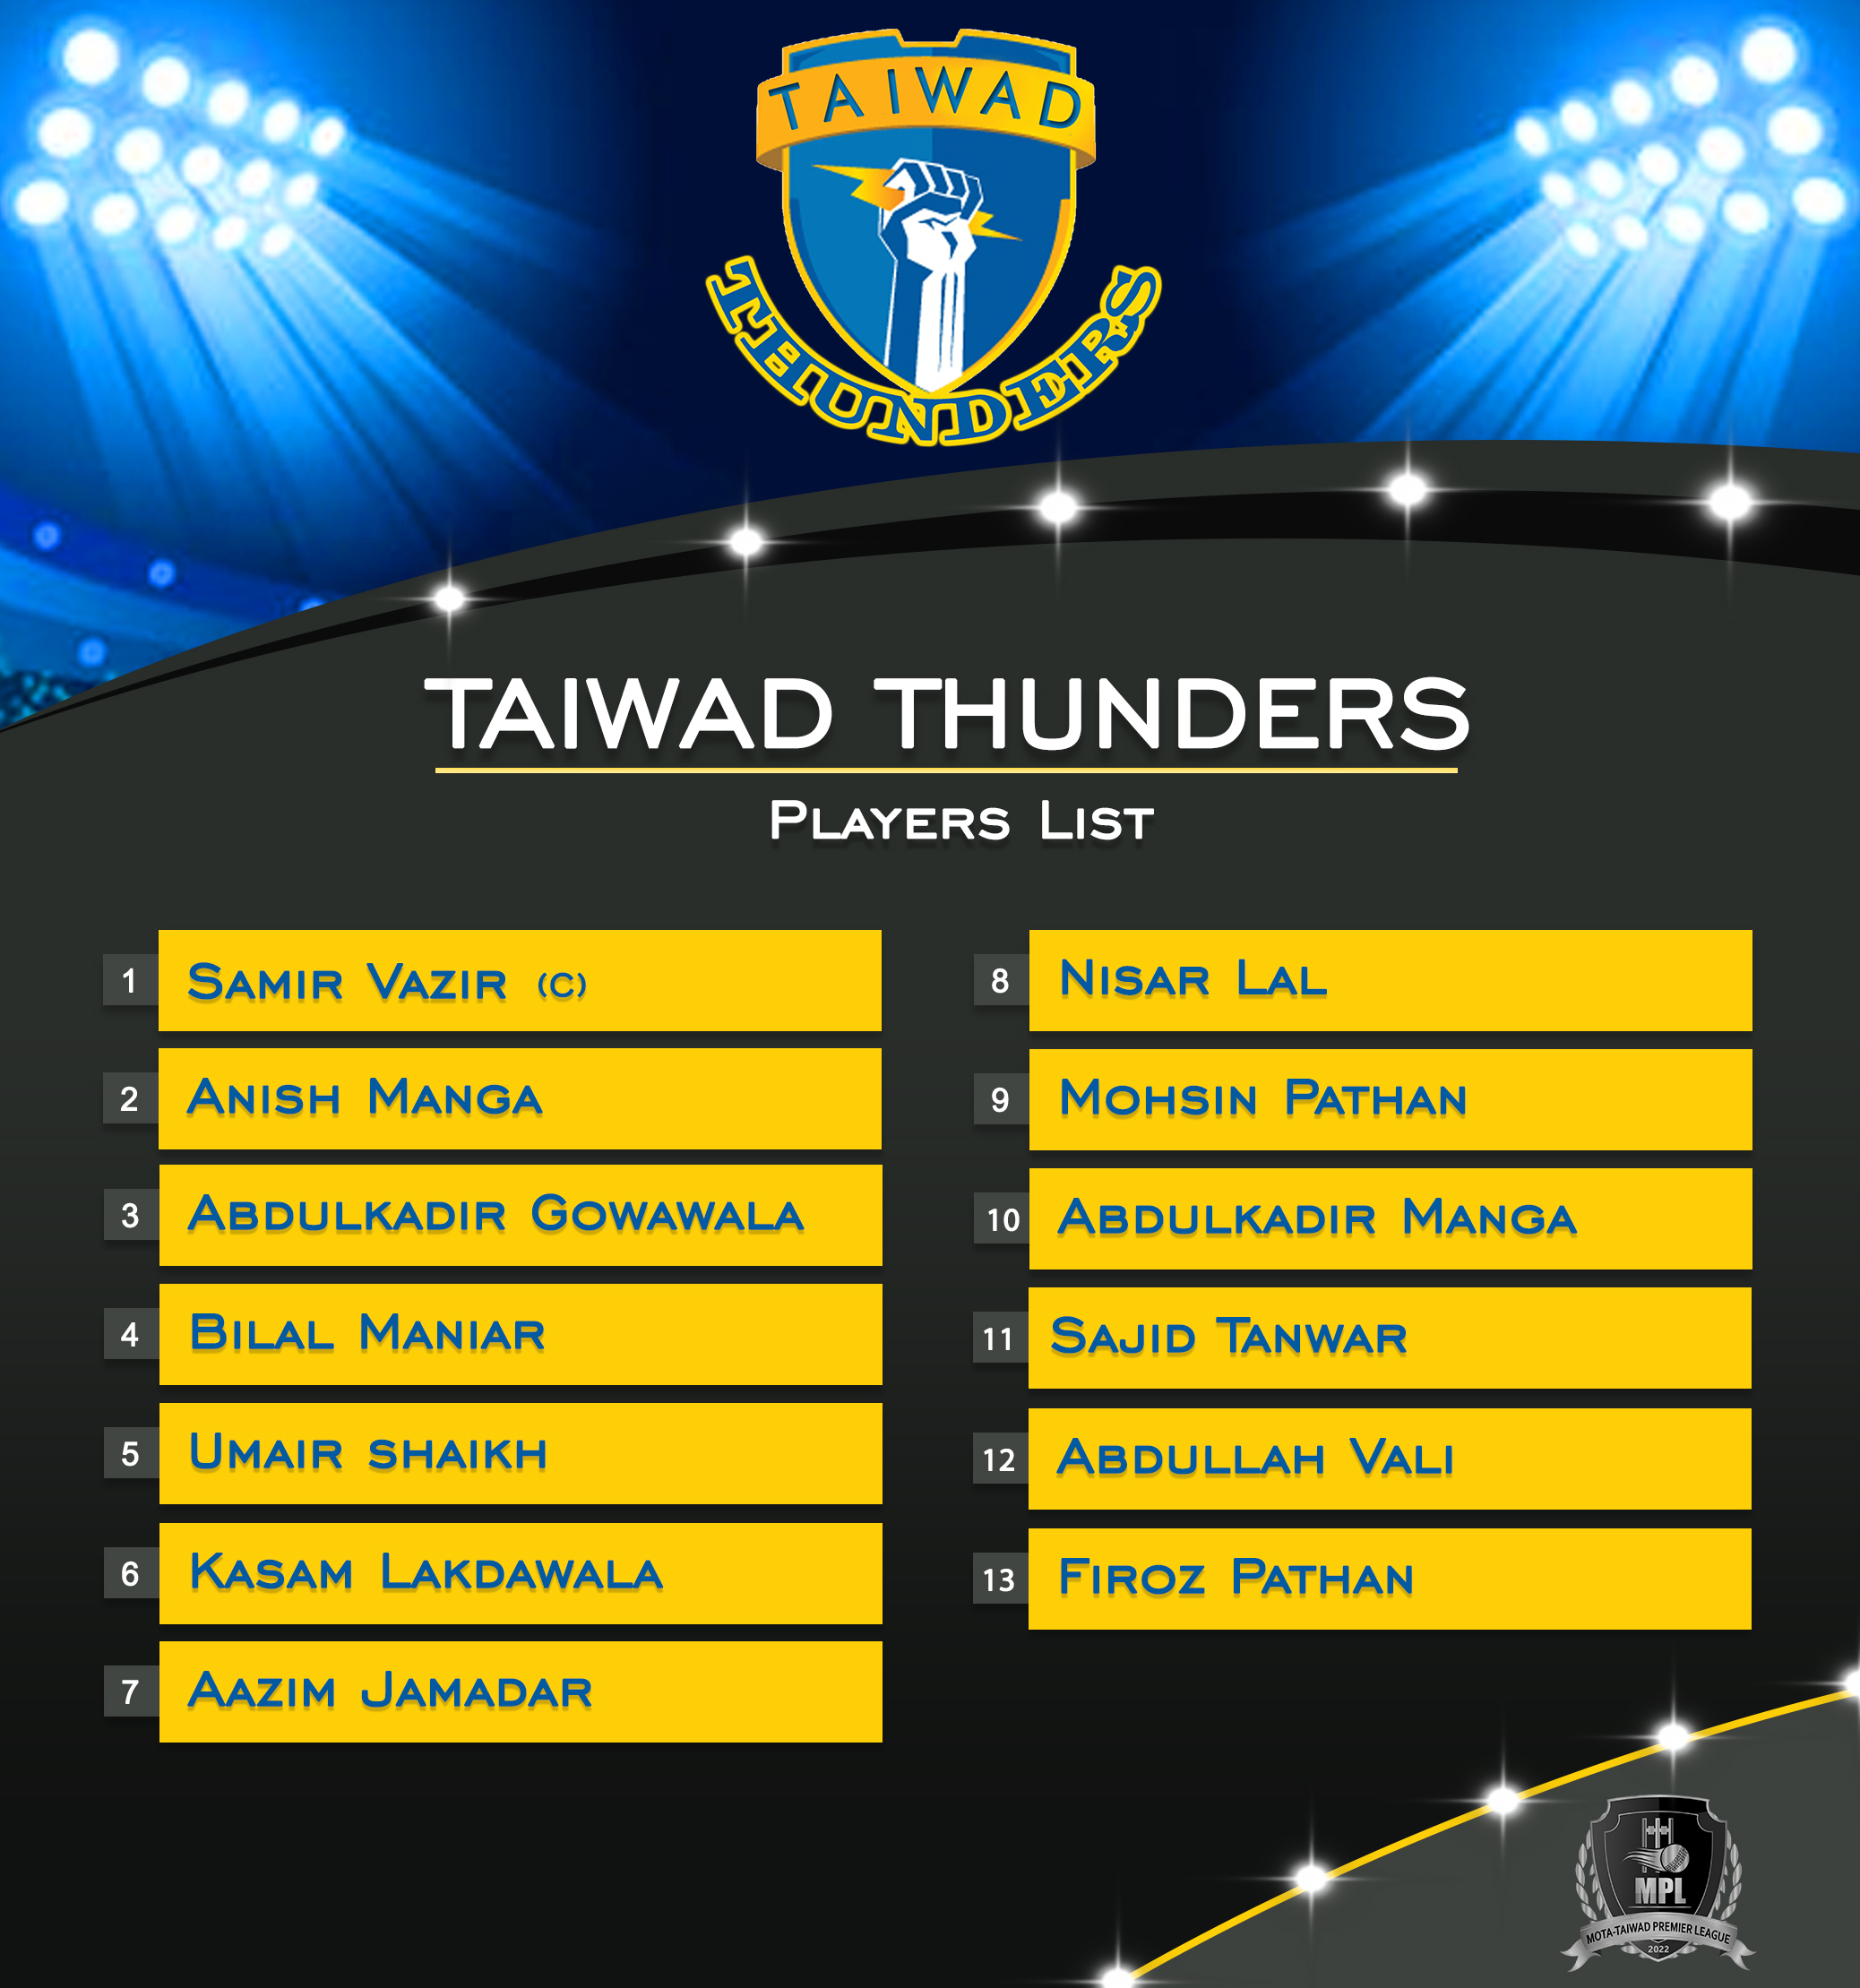 TAIWAD
THUNDERS
TAIWAD THUNDERS
PLAYERS LIST
1 SAMIR VAZIR (C)
2 ANISH MANGA
3 ABDULKADIR GOWAWALA
4 BILAL MANIAR
5 UMAIR SHAIKH
6 KASAM LAKDAWALA
7 AAZIM JAMADAR
8 NISAR LAL
9 MOHSIN PATHAN
10 ABDULKADIR MANGA
11 SAJID TANWAR
12 ABDULLAH VALI
13 FIROZ PATHAN
MPL
MOTA-TAIWAD PREMIER LEAGUE
2022